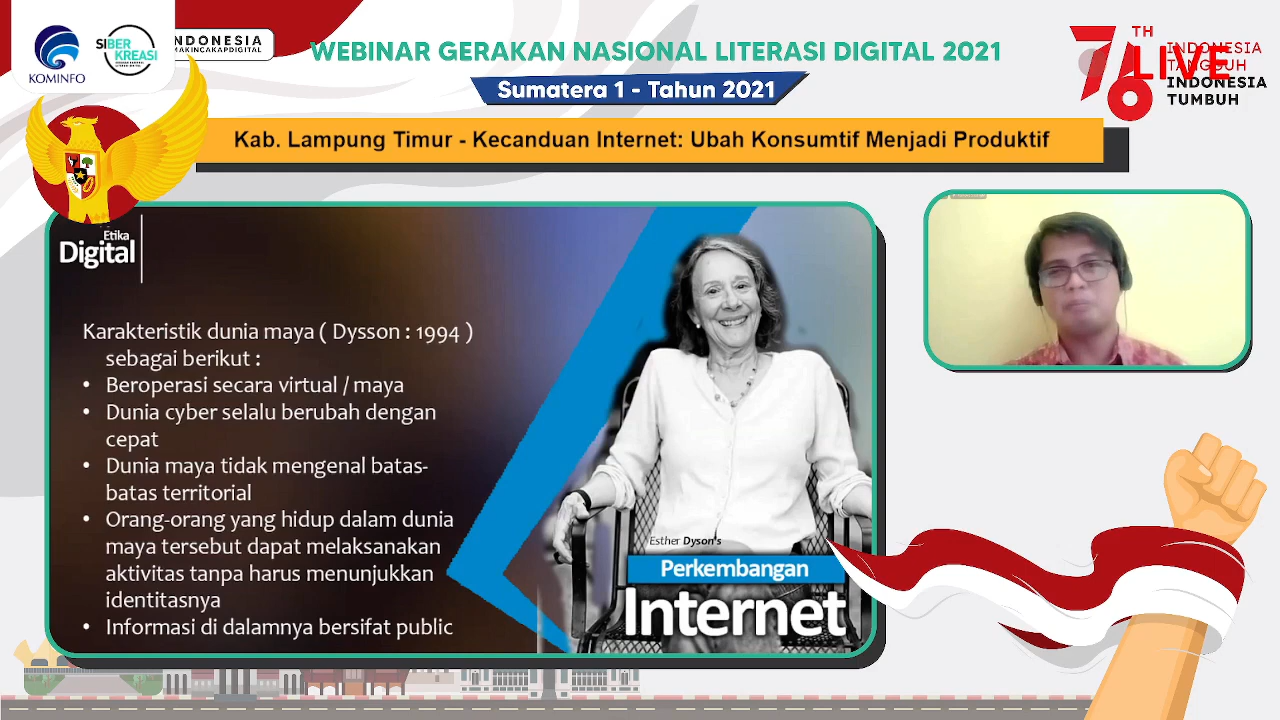 KOMINFO
SIBER
KREASI
INDONESIA
MAKINCAKAPDIGITAL
WEBINAR GERAKAN NASIONAL LITERASI DIGITAL 2021
Sumatera 1 - Tahun 2021
76 TH
INDONESIA
TANGGUH
INDONESIA
TUMBUH
LIVE
Kab. Lampung Timur - Kecanduan Internet: Ubah Konsumtif Menjadi Produktif
Etika
Digital
Karakteristik dunia maya ( Dysson : 1994 )
sebagai berikut :
• Beroperasi secara virtual / maya
• Dunia cyber selalu berubah dengan
cepat
• Dunia maya tidak mengenal batas-
batas territorial
• Orang-orang yang hidup dalam dunia
maya tersebut dapat melaksanakan
aktivitas tanpa harus menunjukkan
identitasnya
• Informasi di dalamnya bersifat public
Esther Dyson's
Perkembangan
Internet